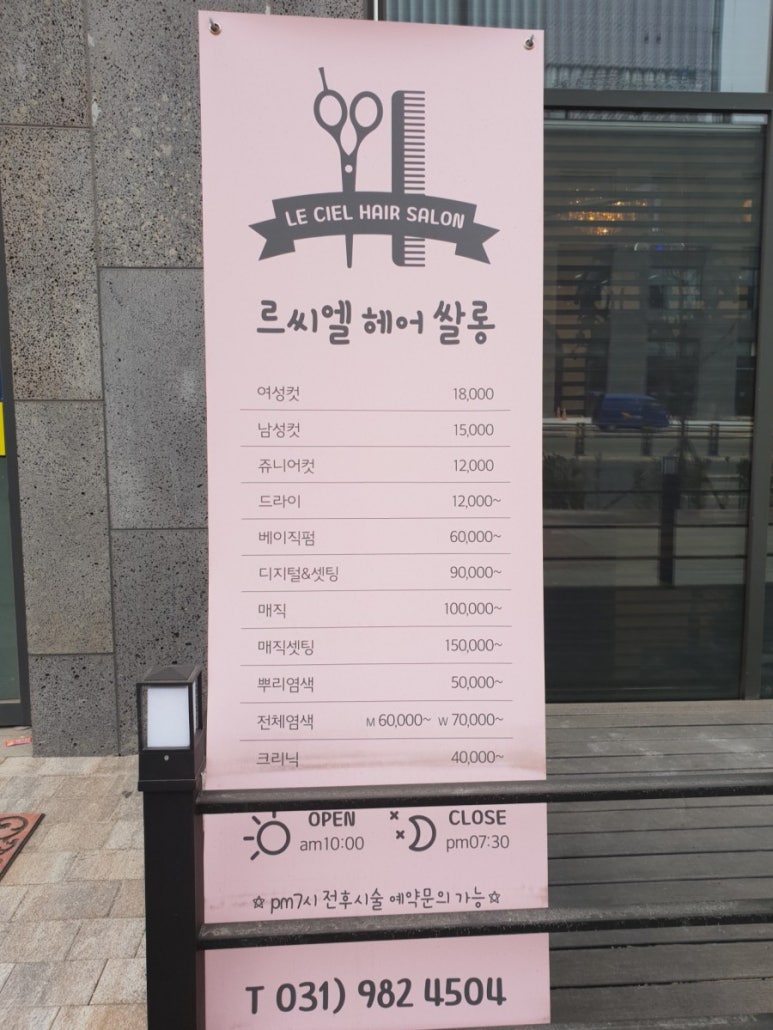 LE CIEL HAIR SALON
르씨엘 헤어 쌀롱
여성컷 18,000
남성컷 15,000
쥬니어컷 12,000
드라이 12,000~
베이직펌 60,000~
디지털&셋팅 90,000~
매직 100,000~
매직셋팅 150,000~
뿌리염색 50,000~
전체염색 M 60,000~ W 70,000~
크리닉 40,000~
OPEN am10:00
CLOSE pm07:30
☆ pm7시 전후시술 예약문의 가능 ☆
T 031) 982 4504